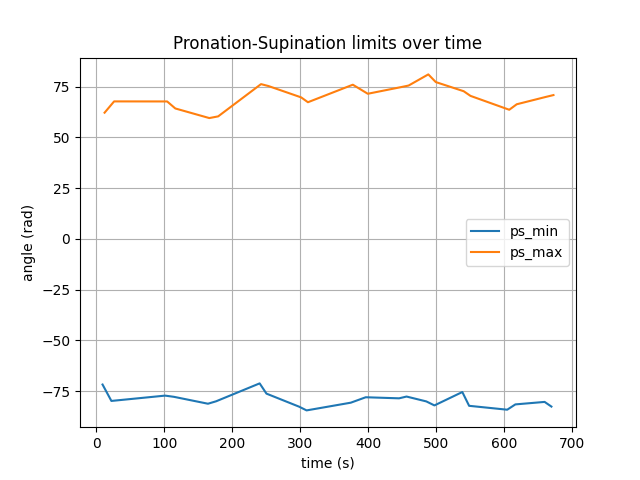 Pronation-Supination limits over time
75
50
25
0
−25
−50
−75
angle (rad)
ps_min
ps_max
0 100 200 300 400 500 600 700
time (s)